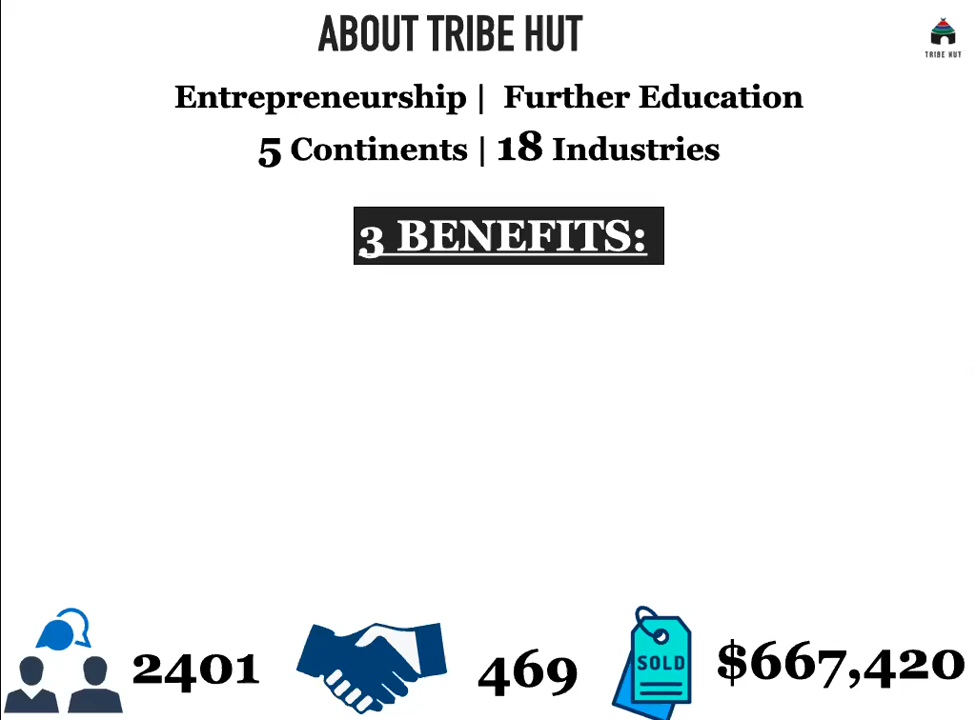 ABOUT TRIBE HUT
TRIBE HUT
Entrepreneurship | Further Education
5 Continents | 18 Industries
3 BENEFITS:
2401
469
SOLD
$667,420